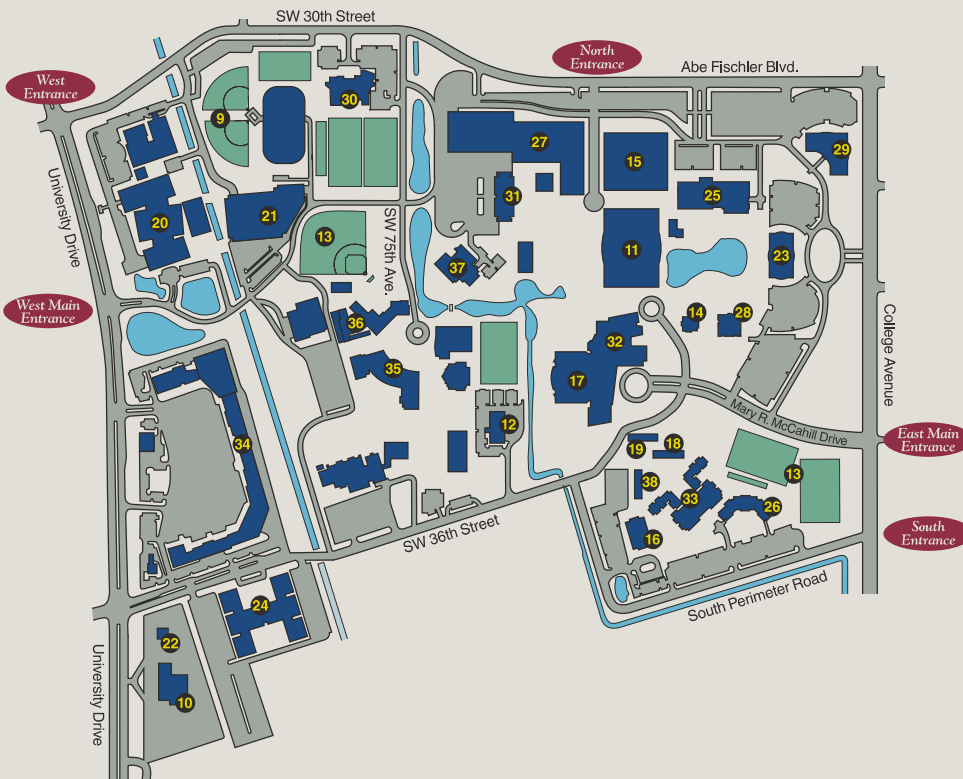 SW 30th Street
North
Entrance
Abe Fischler Blvd.
West
Entrance
30
9
27
15
29
University Drive
31
25
20
21
13
SW 75th Ave.
11
23
37
West Main
Entrance
14
28
36
32
College Avenue
35
17
Mary R. McCahill Drive
12
34
19
18
East Main
Entrance
13
38
33
26
South
Entrance
16
SW 36th Street
South Perimeter Road
24
22
University Drive
10